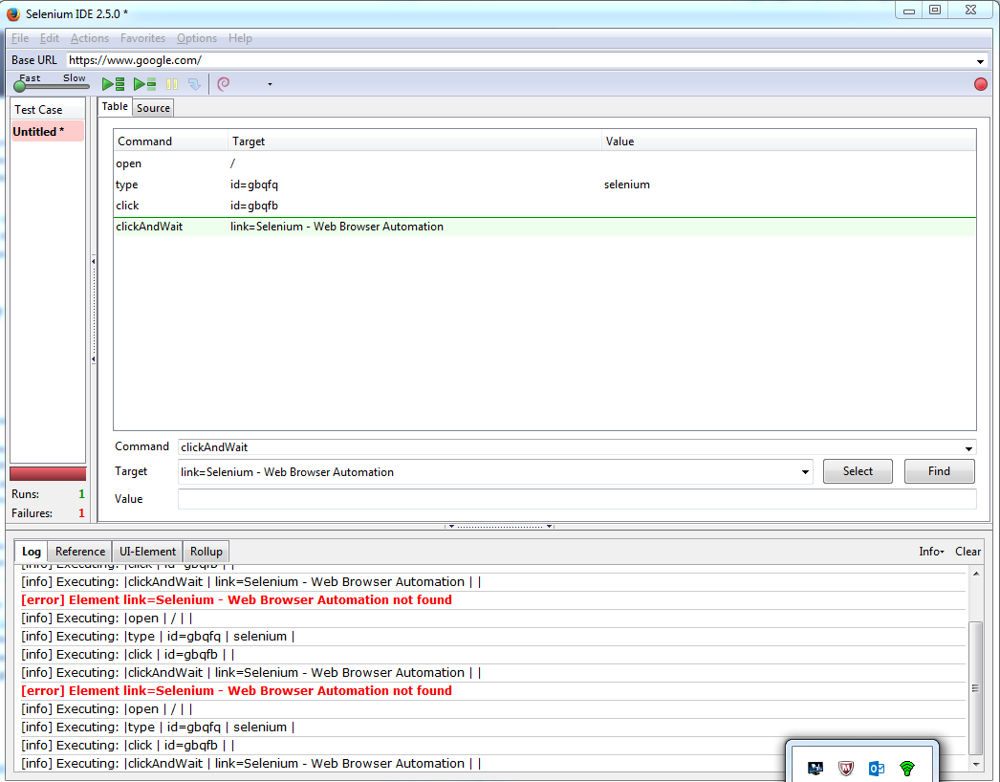 Selenium IDE 2.5.0 *
File Edit Actions Favorites Options Help
Base URL https://www.google.com/
Fast Slow
Test Case
Untitled *
Runs: 1
Failures: 1
Table Source
Command Target Value
open /
type id=gbqfq selenium
click id=gbqfb
clickAndWait link=Selenium - Web Browser Automation
Command clickAndWait
Target link=Selenium - Web Browser Automation Select Find
Value
Log Reference UI-Element Rollup Info Clear
[info] Executing: |click | id=gbqfb | |
[info] Executing: |clickAndWait | link=Selenium - Web Browser Automation | |
[error] Element link=Selenium - Web Browser Automation not found
[info] Executing: |open | / | |
[info] Executing: |type | id=gbqfq | selenium |
[info] Executing: |click | id=gbqfb | |
[info] Executing: |clickAndWait | link=Selenium - Web Browser Automation | |
[error] Element link=Selenium - Web Browser Automation not found
[info] Executing: |open | / | |
[info] Executing: |type | id=gbqfq | selenium |
[info] Executing: |click | id=gbqfb | |
[info] Executing: |clickAndWait | link=Selenium - Web Browser Automation | |